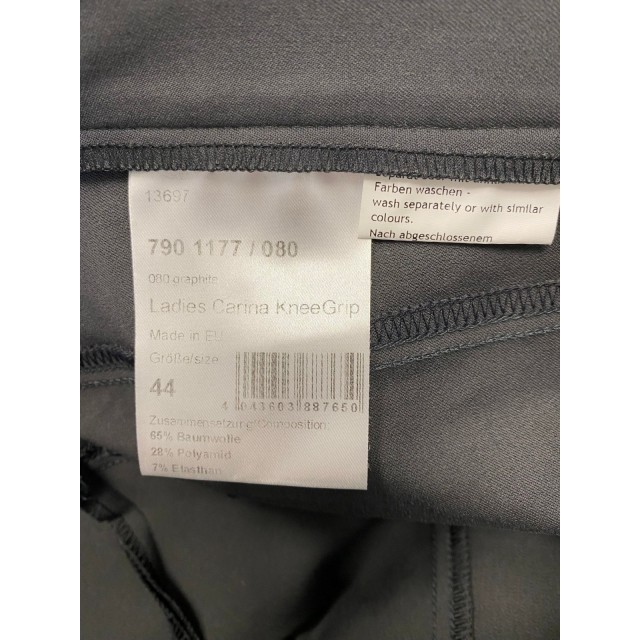 13697
790 1177 / 080
080 graphite
Ladies Carina KneeGrip
Made in EU
Größe/size
44
4 043603 887650
Zusammensetzung/Composition:
65% Baumwolle
28% Polyamid
7% Elasthan
Farben waschen -
wash separately or with similar
colours.
Nach abgeschlossenem